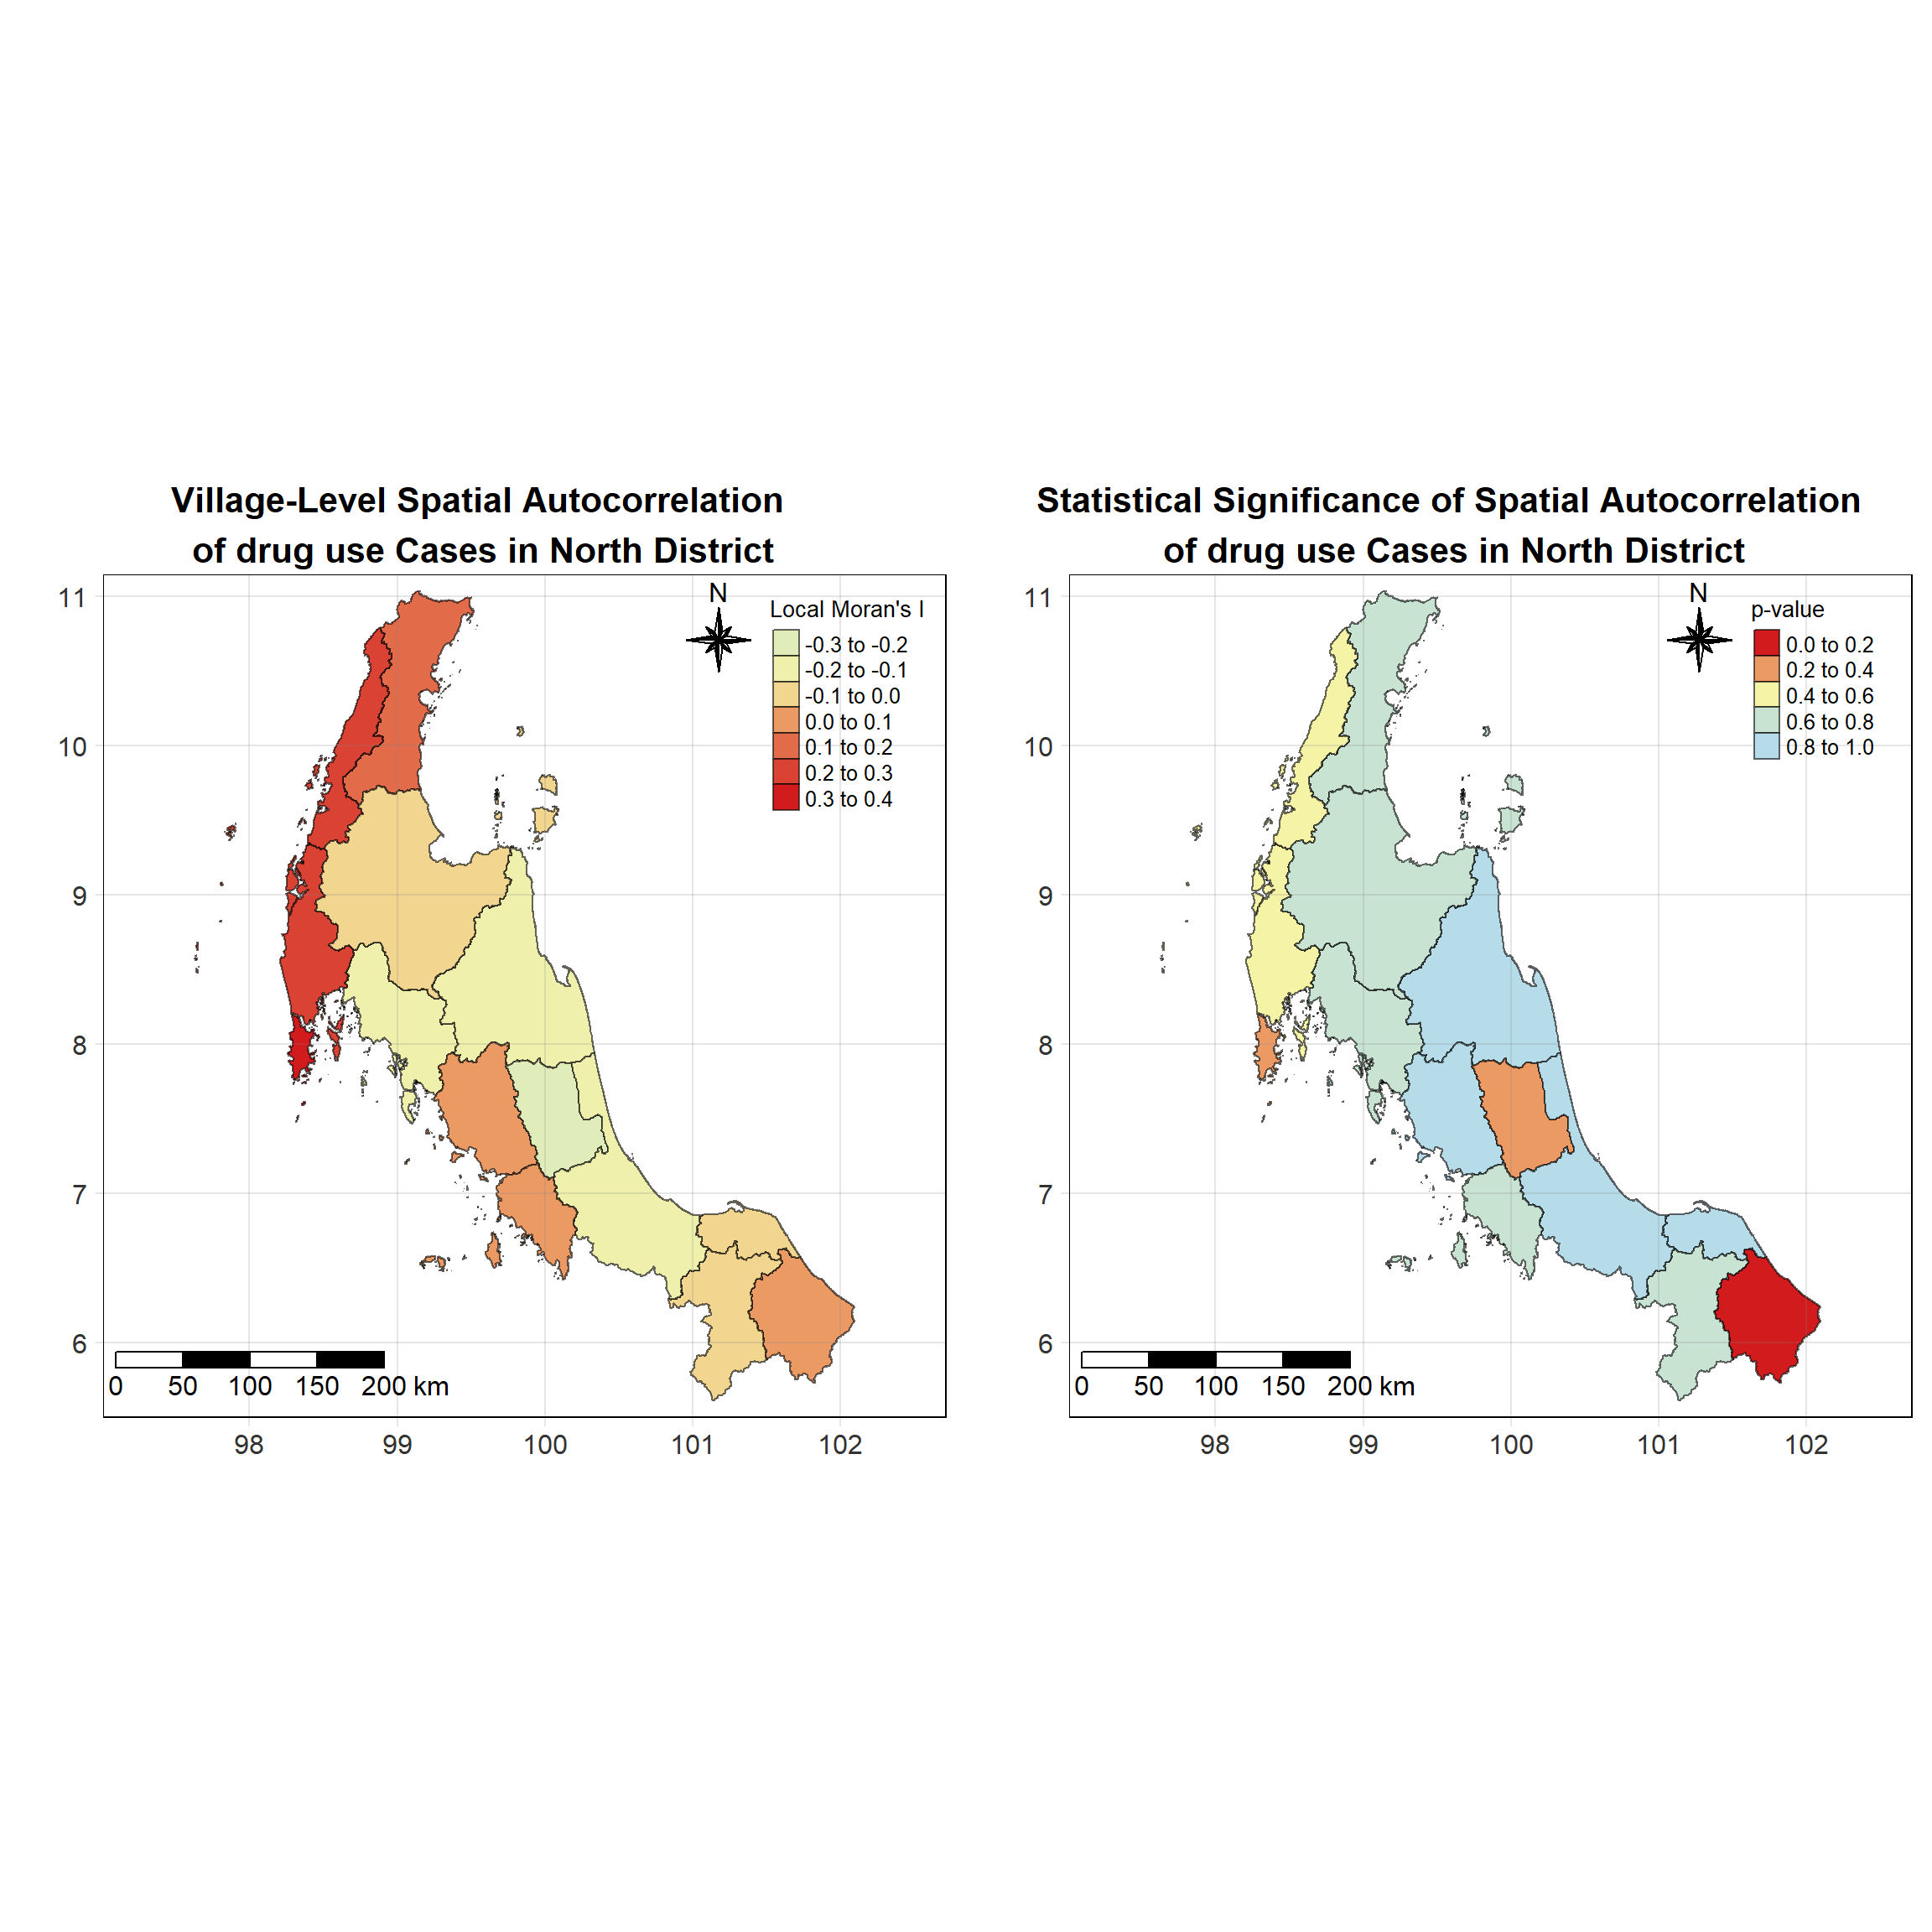 Village-Level Spatial Autocorrelation
of drug use Cases in North District
N
Local Moran's I
-0.3 to -0.2
-0.2 to -0.1
-0.1 to 0.0
0.0 to 0.1
0.1 to 0.2
0.2 to 0.3
0.3 to 0.4
11
10
9
8
7
6
0 50 100 150 200 km
98 99 100 101 102
Statistical Significance of Spatial Autocorrelation
of drug use Cases in North District
N
p-value
0.0 to 0.2
0.2 to 0.4
0.4 to 0.6
0.6 to 0.8
0.8 to 1.0
11
10
9
8
7
6
0 50 100 150 200 km
98 99 100 101 102